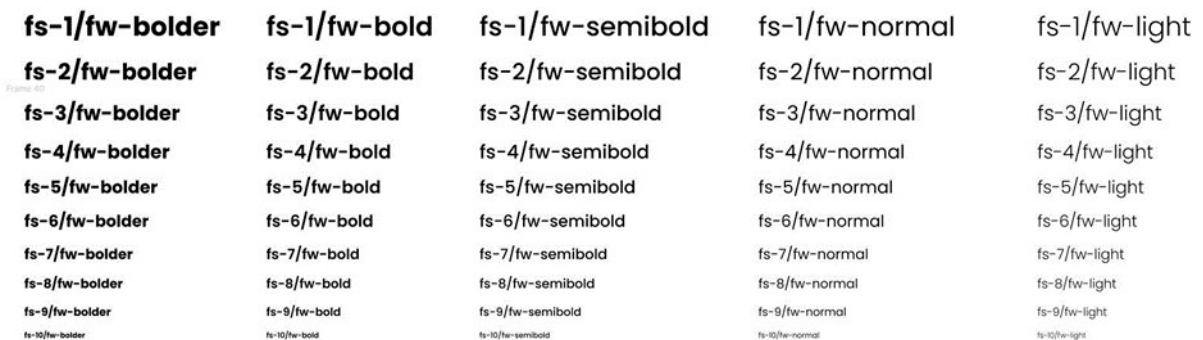 fs-1/fw-bolder fs-1/fw-bold fs-1/fw-semibold fs-1/fw-normal fs-1/fw-light
fs-2/fw-bolder fs-2/fw-bold fs-2/fw-semibold fs-2/fw-normal fs-2/fw-light
Frame 40
fs-3/fw-bolder fs-3/fw-bold fs-3/fw-semibold fs-3/fw-normal fs-3/fw-light
fs-4/fw-bolder fs-4/fw-bold fs-4/fw-semibold fs-4/fw-normal fs-4/fw-light
fs-5/fw-bolder fs-5/fw-bold fs-5/fw-semibold fs-5/fw-normal fs-5/fw-light
fs-6/fw-bolder fs-6/fw-bold fs-6/fw-semibold fs-6/fw-normal fs-6/fw-light
fs-7/fw-bolder fs-7/fw-bold fs-7/fw-semibold fs-7/fw-normal fs-7/fw-light
fs-8/fw-bolder fs-8/fw-bold fs-8/fw-semibold fs-8/fw-normal fs-8/fw-light
fs-9/fw-bolder fs-9/fw-bold fs-9/fw-semibold fs-9/fw-normal fs-9/fw-light
fs-10/fw-bolder fs-10/fw-bold fs-10/fw-semibold fs-10/fw-normal fs-10/fw-light